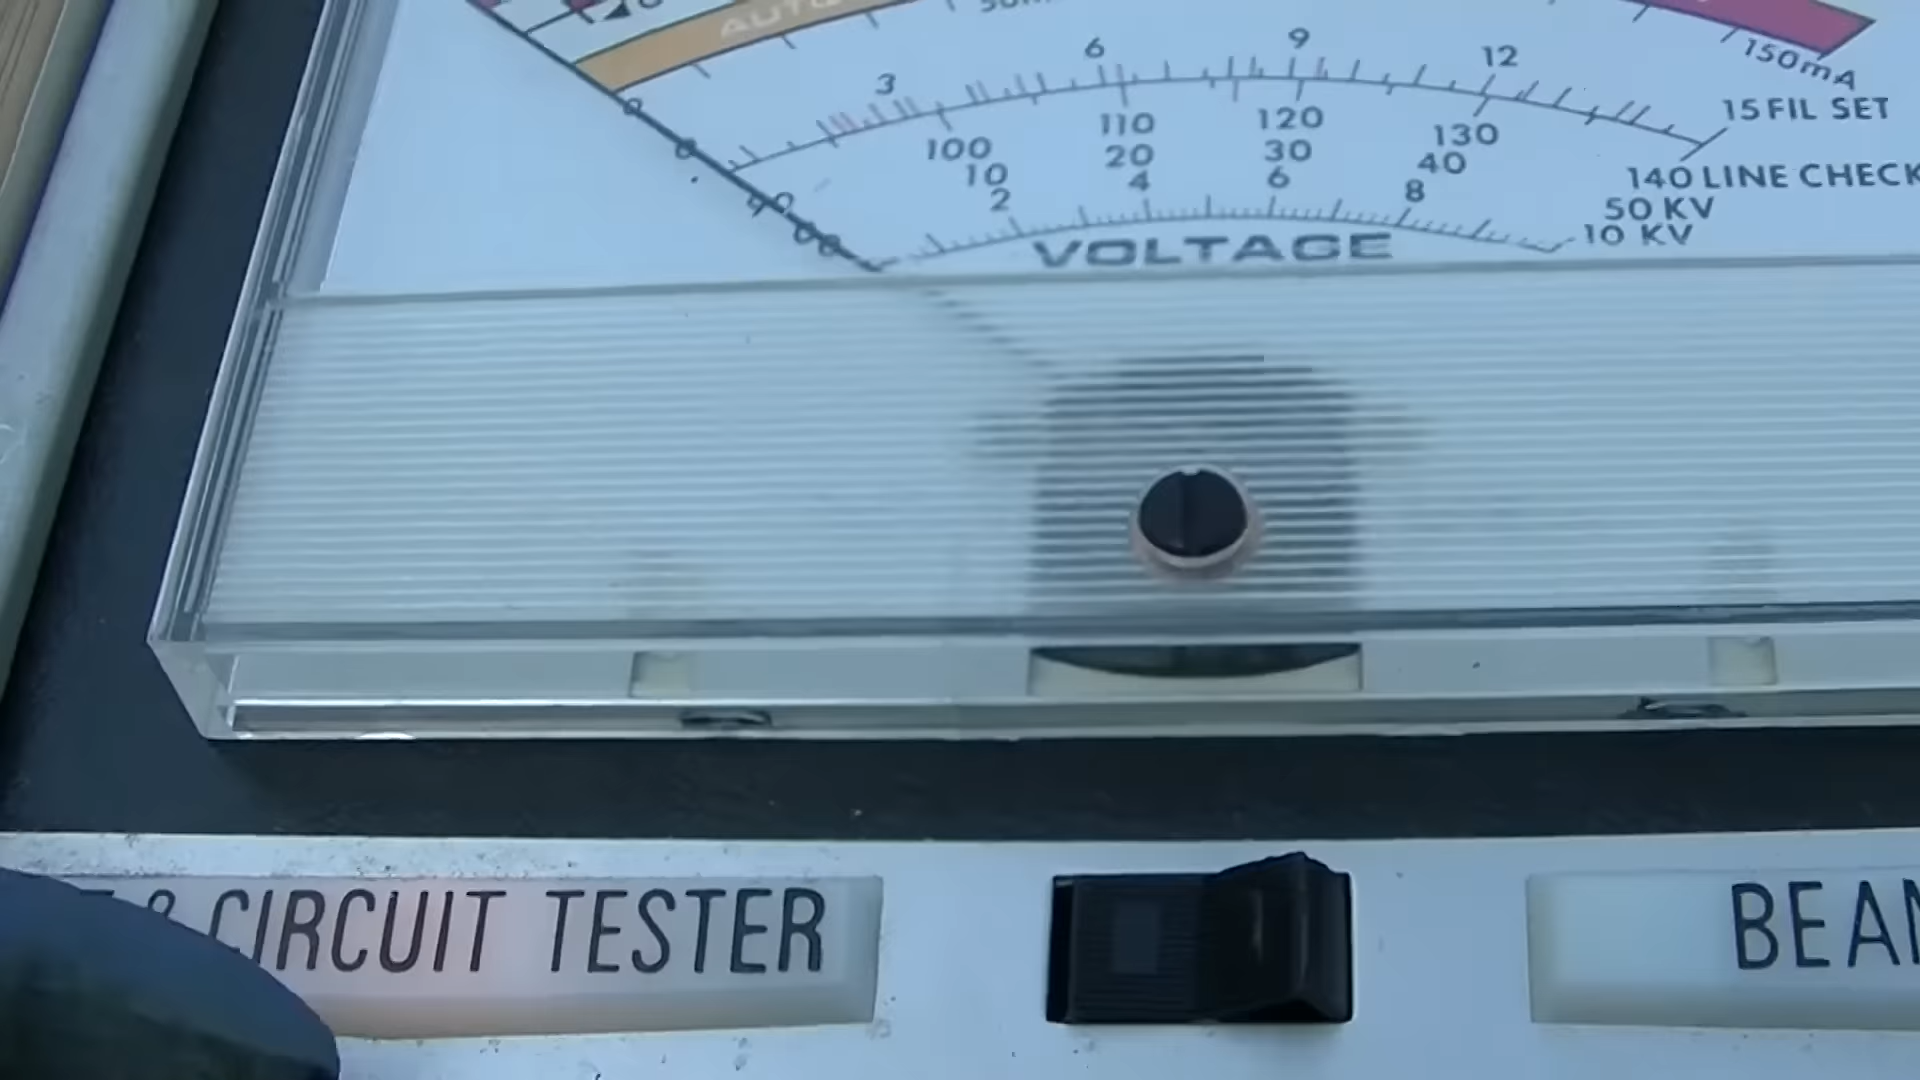 150mA
3 6 9 12 15 FIL SET
100 110 120 130 140 LINE CHECK
10 20 30 40 50 KV
2 4 6 8 10 KV
VOLTAGE
& CIRCUIT TESTER